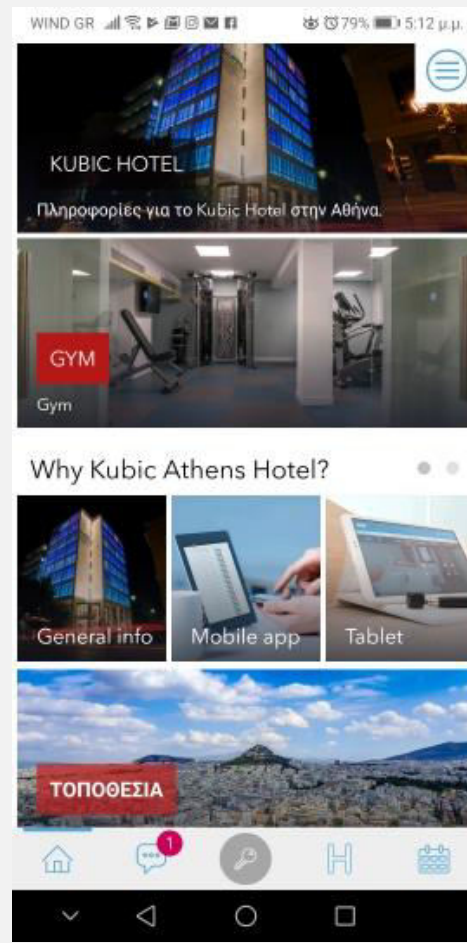 WIND GR 79% 5:12 μ.μ.
KUBIC HOTEL
Πληροφορίες για το Kubic Hotel στην Αθήνα.
GYM
Gym
Why Kubic Athens Hotel?
General info
Mobile app
Tablet
ΤΟΠΟΘΕΣΙΑ
1
H